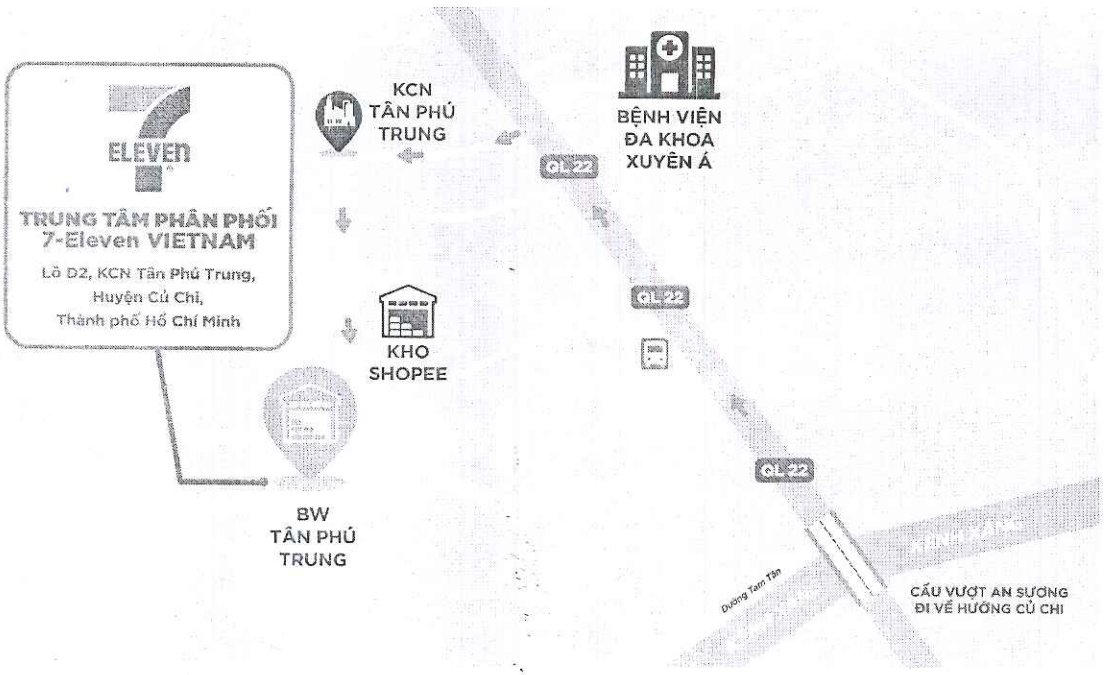 7
ELEVEn
TRUNG TÂM PHÂN PHỐI
7-Eleven VIETNAM
Lô D2, KCN Tân Phú Trung,
Huyện Củ Chi,
Thành phố Hồ Chí Minh
KCN
TÂN PHÚ
TRUNG
BỆNH VIỆN
ĐA KHOA
XUYÊN Á
QL 22
QL 22
KHO
SHOPEE
QL 22
BW
TÂN PHÚ
TRUNG
KÊNH XÁNG
Đường Tam Tân
CẦU VƯỢT AN SƯƠNG
ĐI VỀ HƯỚNG CỦ CHI